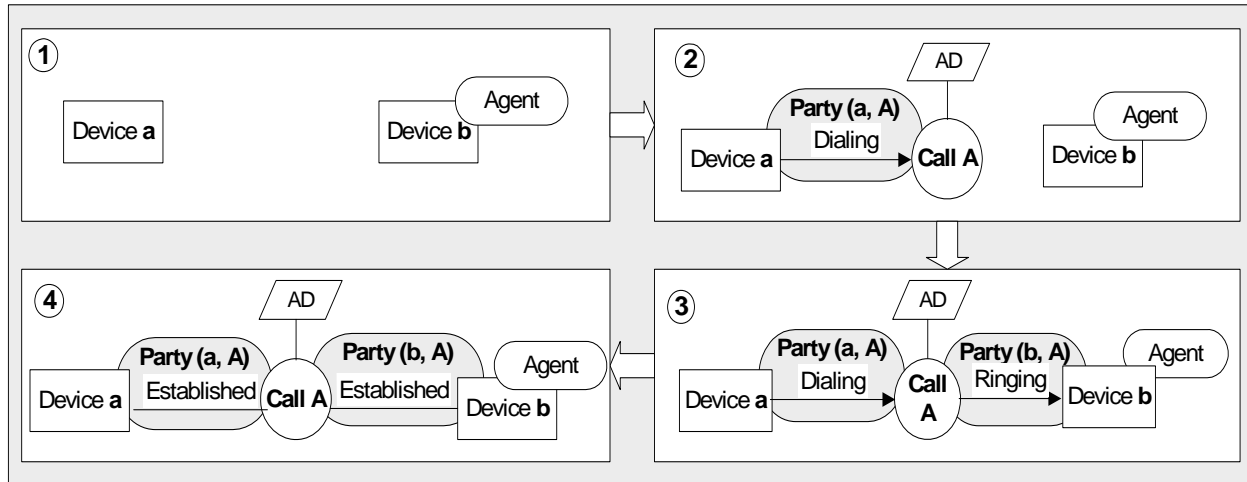 1
Device a
Device b
Agent
2
AD
Party (a, A)
Dialing
Device a
Call A
Device b
Agent
3
AD
Party (a, A)
Dialing
Device a
Call
A
Party (b, A)
Ringing
Device b
Agent
4
AD
Party (a, A)
Established
Device a
Call A
Party (b, A)
Established
Device b
Agent